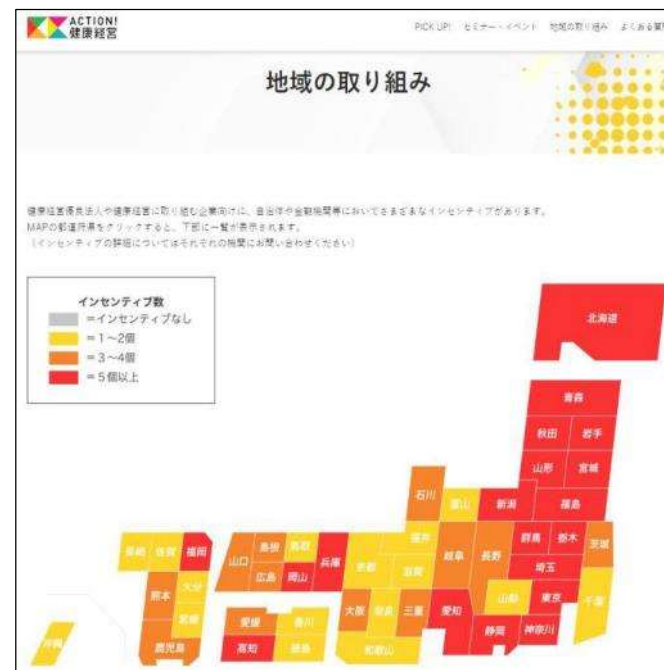 ACTION!
健康経営
PICK UP! セミナー・イベント 地域の取り組み よくある質問
地域の取り組み
健康経営優良法人や健康経営に取り組む企業向けに、自治体や金融機関等においてさまざまなインセンティブがあります。
MAPの都道府県をクリックすると、下部に一覧が表示されます。
（インセンティブの詳細についてはそれぞれの機関にお問い合わせください）
インセンティブ数
＝インセンティブなし
＝1～2個
＝3～4個
＝5個以上
北海道
青森
秋田 岩手
山形 宮城
石川 富山 新潟 福島
長崎 佐賀 福岡 山口 島根 鳥取 兵庫 京都 福井 岐阜 長野 群馬 栃木 茨城
熊本 大分 広島 岡山 滋賀 埼玉
宮崎 愛媛 香川 大阪 奈良 三重 愛知 山梨 東京 千葉
沖縄 鹿児島 高知 徳島 和歌山 静岡 神奈川